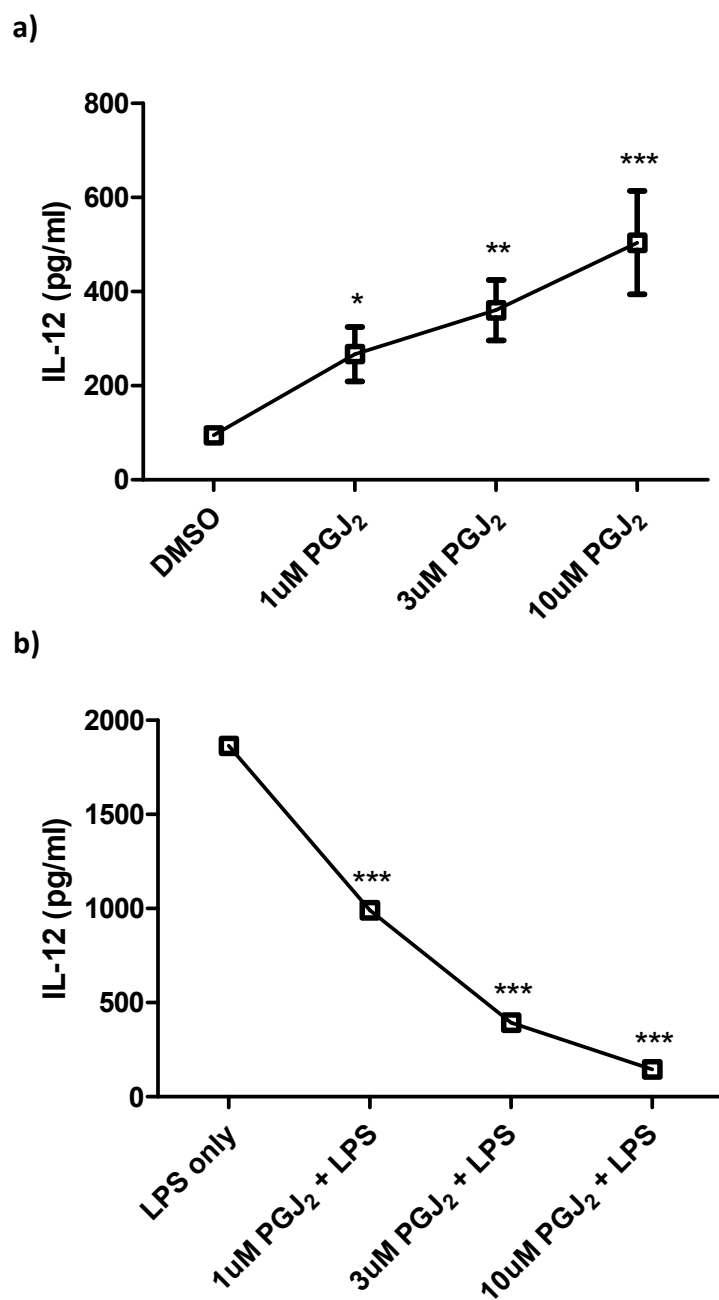 a)
800
600
400
200
0
IL-12 (pg/ml)
*
**
***
DMSO
1uM PGJ₂
3uM PGJ₂
10uM PGJ₂
b)
2000
1500
1000
500
0
IL-12 (pg/ml)
***
***
***
LPS only
1uM PGJ₂ + LPS
3uM PGJ₂ + LPS
10uM PGJ₂ + LPS